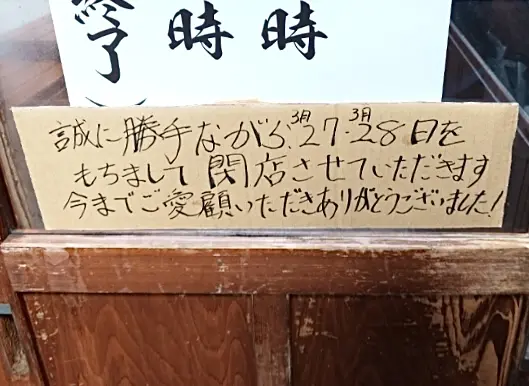 終了
時
時
誠に勝手ながら、3月27・3月28日を
もちまして閉店させていただきます
今までご愛顧いただきありがとうございました!